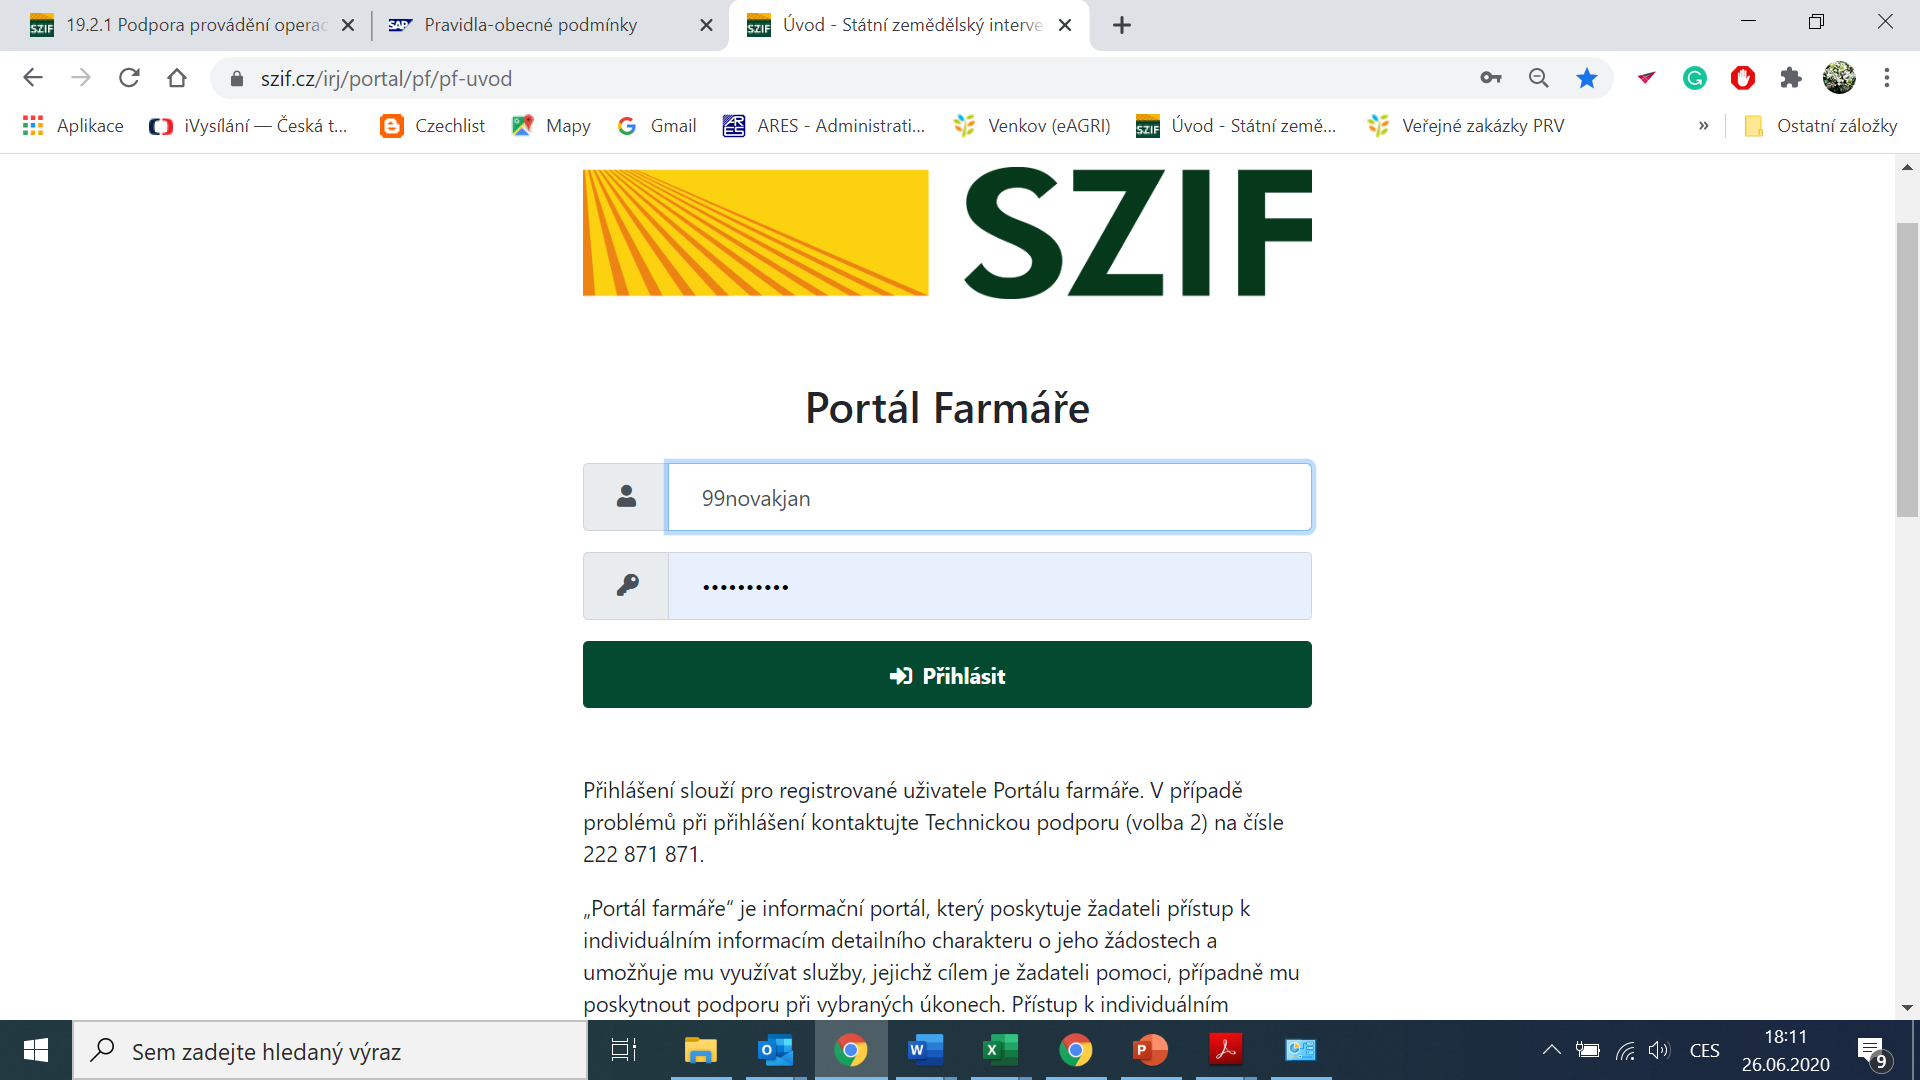 19.2.1 Podpora provádění operac
Pravidla-obecné podmínky
Úvod - Státní zemědělský interve
szif.cz/irj/portal/pf/pf-uvod
Aplikace
iVysílání — Česká t...
Czechlist
Mapy
Gmail
ARES - Administrati...
Venkov (eAGRI)
Úvod - Státní země...
Veřejné zakázky PRV
»
Ostatní záložky
SZIF
Portál Farmáře
99novakjan
••••••••••
Přihlásit
Přihlášení slouží pro registrované uživatele Portálu farmáře. V případě
problémů při přihlášení kontaktujte Technickou podporu (volba 2) na čísle
222 871 871.
„Portál farmáře“ je informační portál, který poskytuje žadateli přístup k
individuálním informacím detailního charakteru o jeho žádostech a
umožňuje mu využívat služby, jejichž cílem je žadateli pomoci, případně mu
poskytnout podporu při vybraných úkonech. Přístup k individuálním
Sem zadejte hledaný výraz
CES
18:11
26.06.2020
9